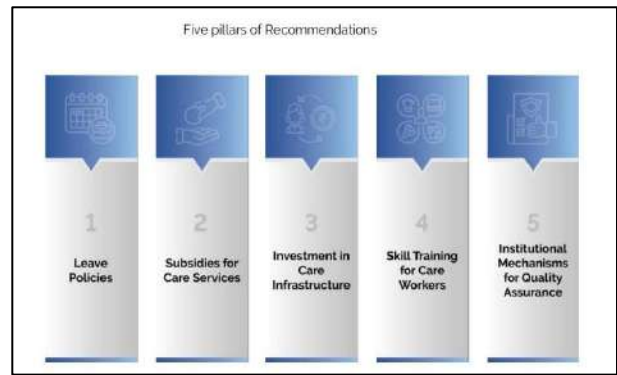 Five pillars of Recommendations
1
Leave
Policies
2
Subsidies for
Care Services
3
Investment in
Care
Infrastructure
4
Skill Training
for Care
Workers
5
Institutional
Mechanisms
for Quality
Assurance